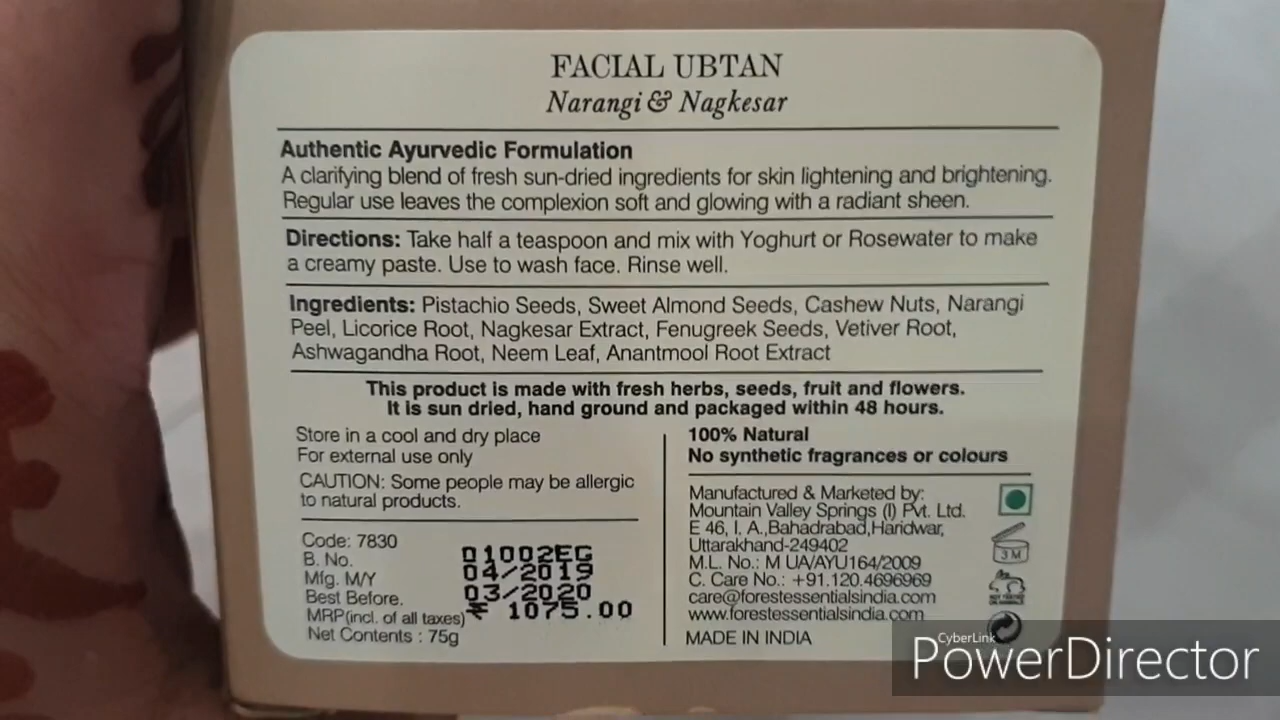 FACIAL UBTAN
Narangi & Nagkesar
Authentic Ayurvedic Formulation
A clarifying blend of fresh sun-dried ingredients for skin lightening and brightening.
Regular use leaves the complexion soft and glowing with a radiant sheen.
Directions: Take half a teaspoon and mix with Yoghurt or Rosewater to make
a creamy paste. Use to wash face. Rinse well.
Ingredients: Pistachio Seeds, Sweet Almond Seeds, Cashew Nuts, Narangi
Peel, Licorice Root, Nagkesar Extract, Fenugreek Seeds, Vetiver Root,
Ashwagandha Root, Neem Leaf, Anantmool Root Extract
This product is made with fresh herbs, seeds, fruit and flowers.
It is sun dried, hand ground and packaged within 48 hours.
Store in a cool and dry place
For external use only
CAUTION: Some people may be allergic
to natural products.
Code: 7830
B. No. 01002EG
Mfg. M/Y 04/2019
Best Before. 03/2020
MRP(incl. of all taxes) ₹ 1075.00
Net Contents : 75g
100% Natural
No synthetic fragrances or colours
Manufactured & Marketed by:
Mountain Valley Springs (I) Pvt. Ltd.
E 46, I. A.,Bahadrabad,Haridwar,
Uttarakhand-249402
M.L. No.: M UA/AYU164/2009
C. Care No.: +91.120.4696969
care@forestessentialsindia.com
www.forestessentialsindia.com
MADE IN INDIA
3 M
CyberLink
PowerDirector